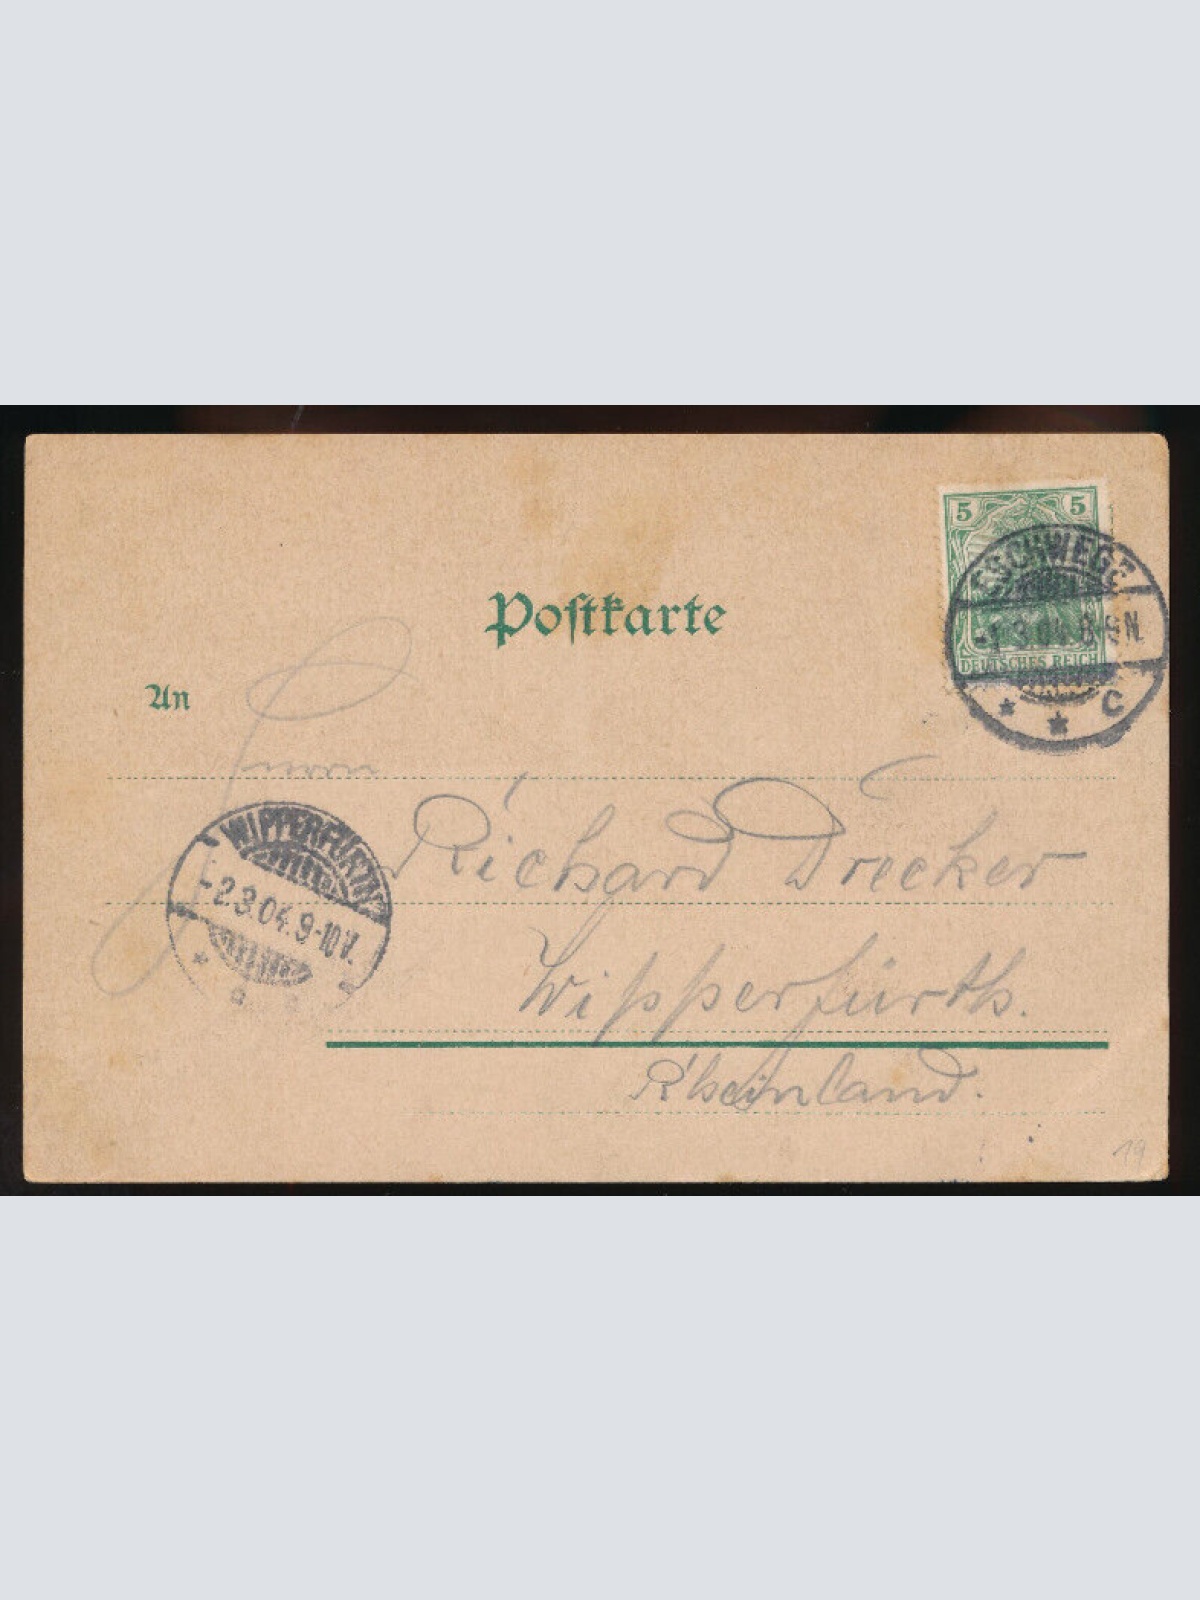 Postkarte
5 5
DEUTSCHES REICH
ESCHWEGE
-1.3.04.8-9N.
* * C
An
Herrn
Richard Drecker
WIPPERFÜRTH
-2.3.04.9-10V.
* a
Wipperfürth.
Rheinland.
19